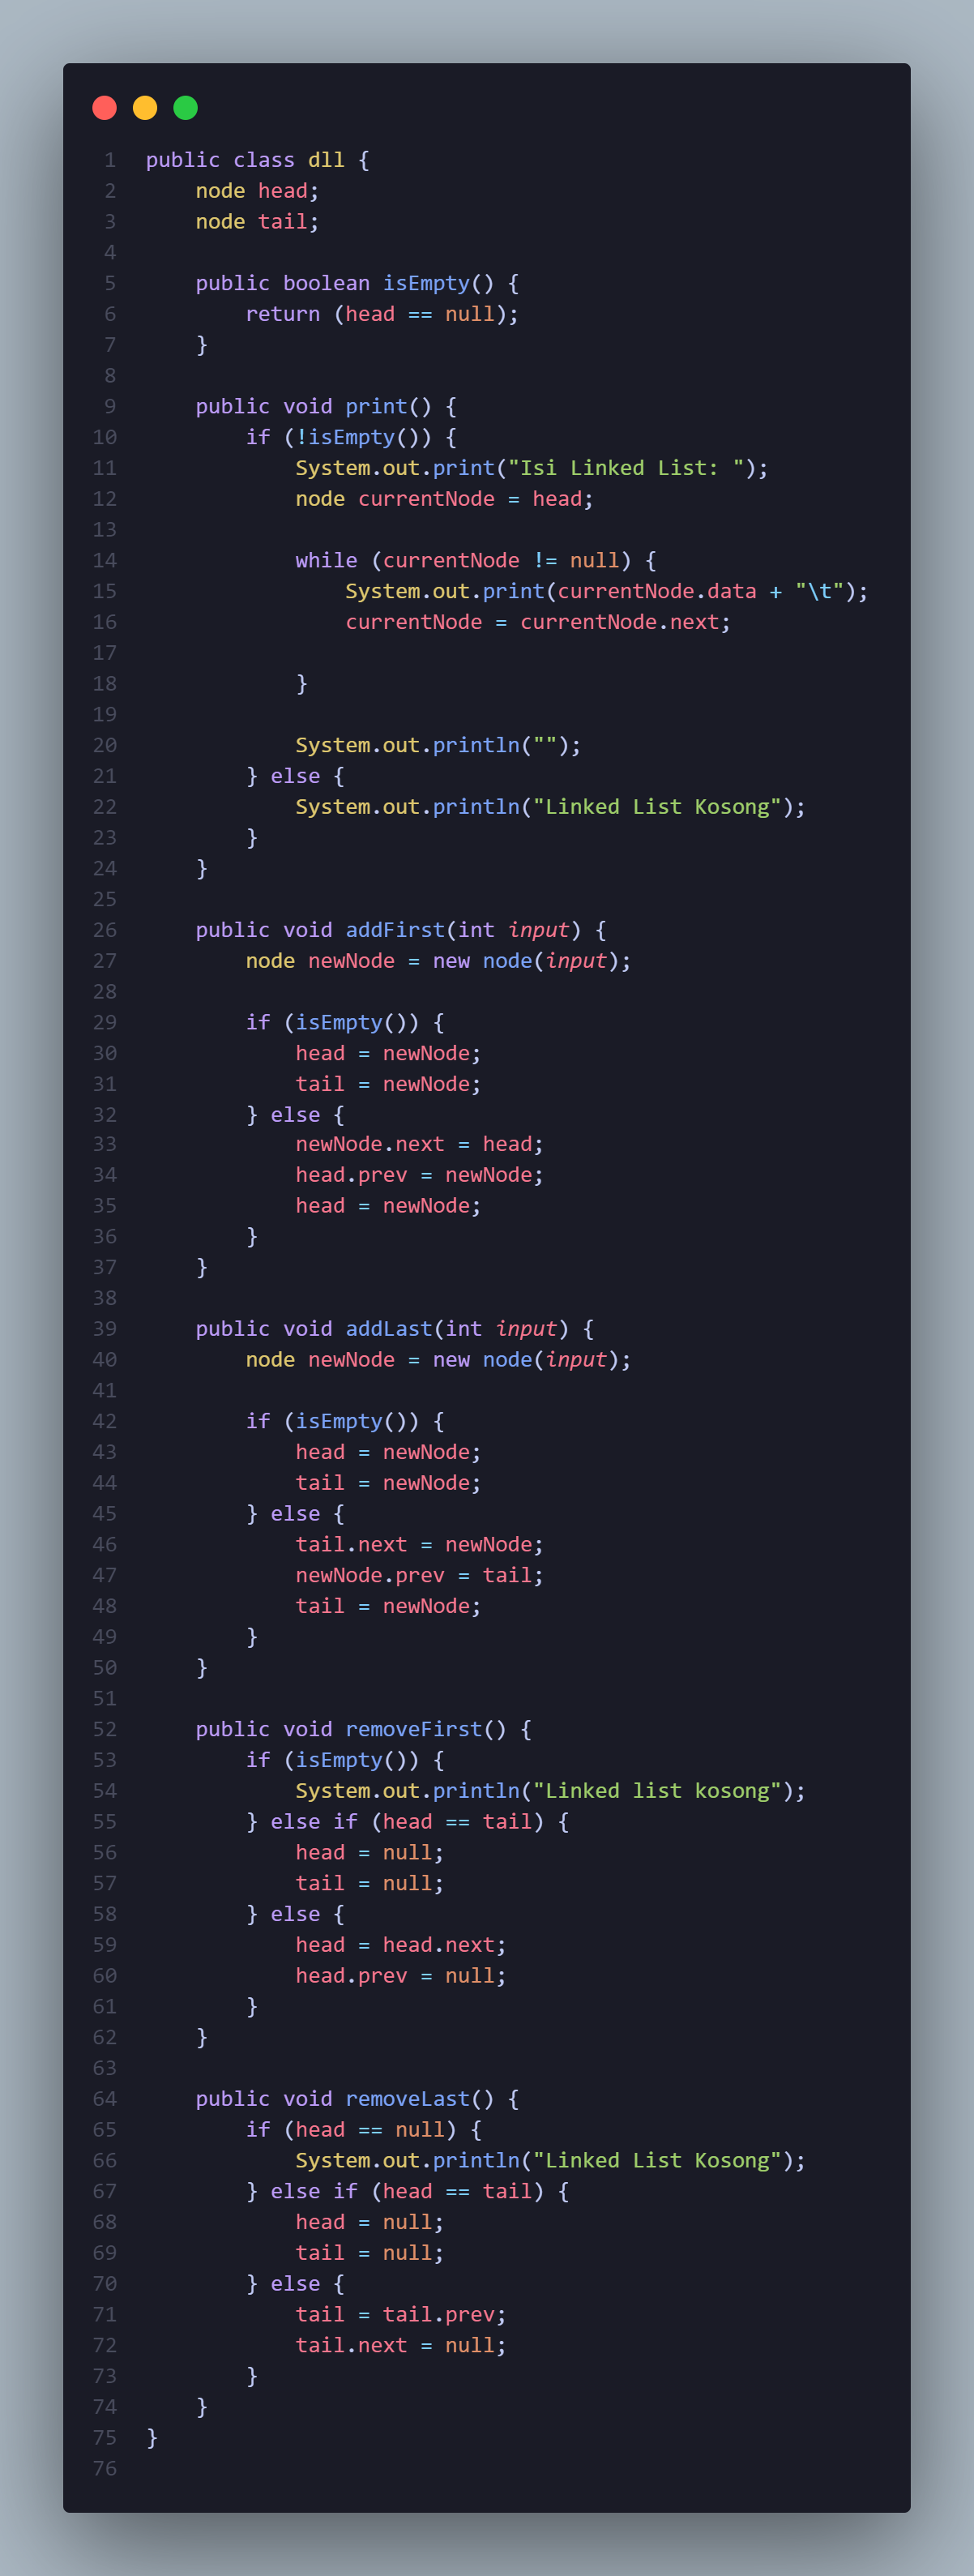 1 public class dll {
2     node head;
3     node tail;
4
5     public boolean isEmpty() {
6         return (head == null);
7     }
8
9     public void print() {
10         if (!isEmpty()) {
11             System.out.print("Isi Linked List: ");
12             node currentNode = head;
13
14             while (currentNode != null) {
15                 System.out.print(currentNode.data + "\t");
16                 currentNode = currentNode.next;
17
18             }
19
20             System.out.println("");
21         } else {
22             System.out.println("Linked List Kosong");
23         }
24     }
25
26     public void addFirst(int input) {
27         node newNode = new node(input);
28
29         if (isEmpty()) {
30             head = newNode;
31             tail = newNode;
32         } else {
33             newNode.next = head;
34             head.prev = newNode;
35             head = newNode;
36         }
37     }
38
39     public void addLast(int input) {
40         node newNode = new node(input);
41
42         if (isEmpty()) {
43             head = newNode;
44             tail = newNode;
45         } else {
46             tail.next = newNode;
47             newNode.prev = tail;
48             tail = newNode;
49         }
50     }
51
52     public void removeFirst() {
53         if (isEmpty()) {
54             System.out.println("Linked list kosong");
55         } else if (head == tail) {
56             head = null;
57             tail = null;
58         } else {
59             head = head.next;
60             head.prev = null;
61         }
62     }
63
64     public void removeLast() {
65         if (head == null) {
66             System.out.println("Linked List Kosong");
67         } else if (head == tail) {
68             head = null;
69             tail = null;
70         } else {
71             tail = tail.prev;
72             tail.next = null;
73         }
74     }
75 }
76